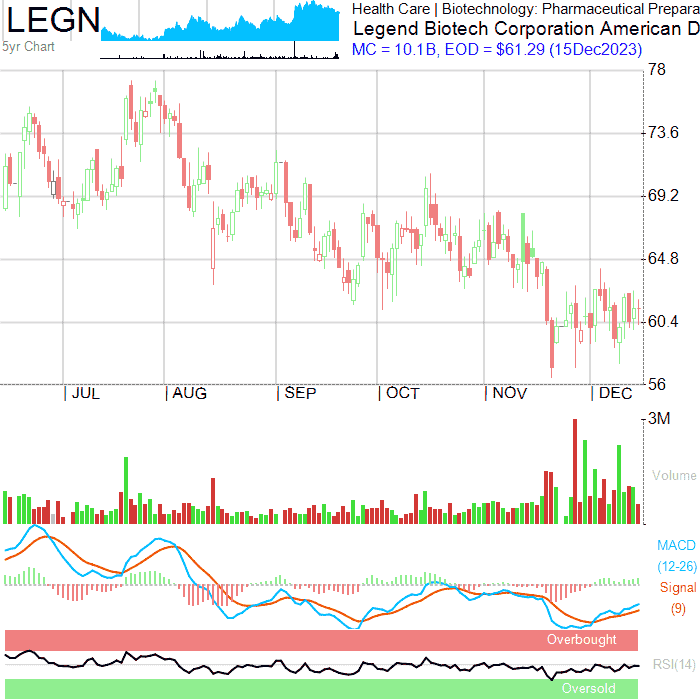 LEGN
5yr Chart
Health Care | Biotechnology: Pharmaceutical Prepara
Legend Biotech Corporation American D
MC = 10.1B, EOD = $61.29 (15Dec2023)
78
73.6
69.2
64.8
60.4
56
JUL AUG SEP OCT NOV DEC
3M
Volume
MACD
(12-26)
Signal
(9)
Overbought
RSI(14)
Oversold